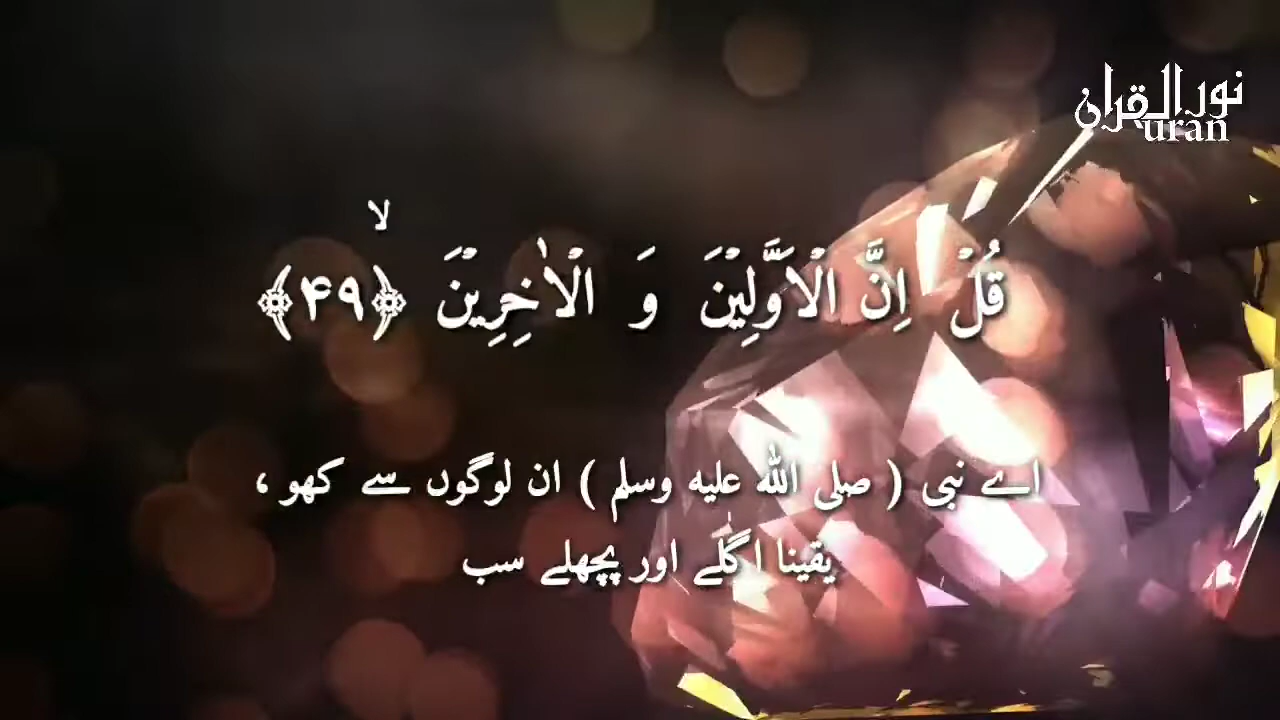 نور القرآن
uran
لا
قُلْ اِنَّ الْاَوَّلِیْنَ وَ الْاٰخِرِیْنَ ﴿۴۹﴾
اے نبی ( صلی اللہ علیہ وسلم ) ان لوگوں سے کہو ،
یقینا اگلے اور پچھلے سب